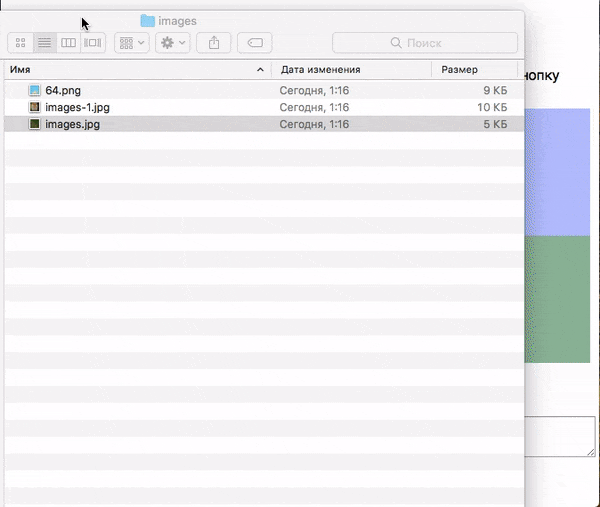 images
Поиск
Имя Дата изменения Размер
нопку
64.png Сегодня, 1:16 9 КБ
images-1.jpg Сегодня, 1:16 10 КБ
images.jpg Сегодня, 1:16 5 КБ